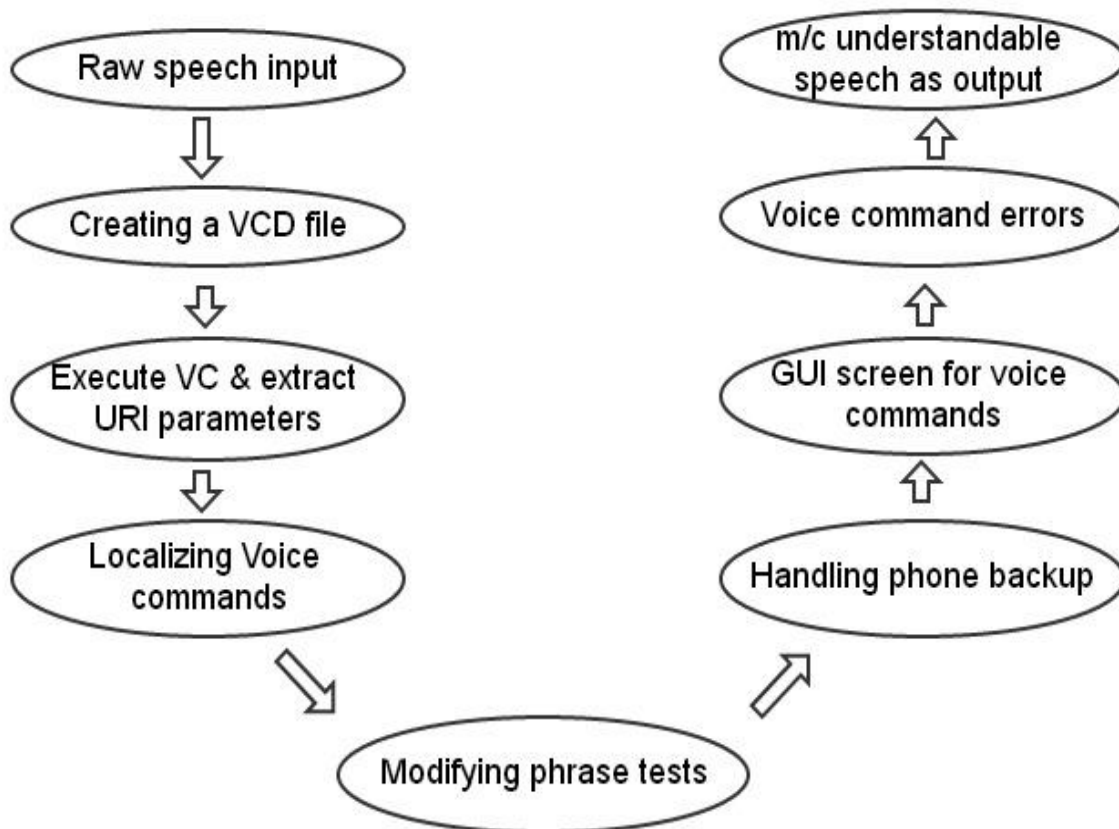 Raw speech input
Creating a VCD file
Execute VC & extract
URI parameters
Localizing Voice
commands
Modifying phrase tests
Handling phone backup
GUI screen for voice
commands
Voice command errors
m/c understandable
speech as output